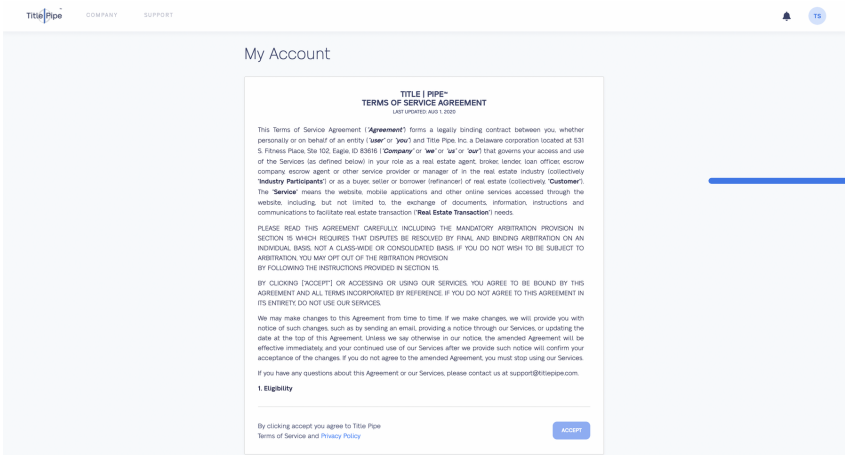 Title Pipe COMPANY SUPPORT TS
My Account
TITLE | PIPE™
TERMS OF SERVICE AGREEMENT
LAST UPDATED: AUG 1, 2020
This Terms of Service Agreement ("Agreement") forms a legally binding contract between you, whether
personally or on behalf of an entity ("user" or "you") and Title Pipe, Inc. a Delaware corporation located at 531
S. Fitness Place, Ste 102, Eagle, ID 83616 ("Company" or "we" or "us" or "our") that governs your access and use
of the Services (as defined below) in your role as a real estate agent, broker, lender, loan officer, escrow
company, escrow agent or other service provider or manager of in the real estate industry (collectively
"Industry Participants") or as a buyer, seller or borrower (refinancer) of real estate (collectively, "Customer").
The "Service" means the website, mobile applications and other online services accessed through the
website, including, but not limited to, the exchange of documents, information, instructions and
communications to facilitate real estate transaction ("Real Estate Transaction") needs.
PLEASE READ THIS AGREEMENT CAREFULLY, INCLUDING THE MANDATORY ARBITRATION PROVISION IN
SECTION 15 WHICH REQUIRES THAT DISPUTES BE RESOLVED BY FINAL AND BINDING ARBITRATION ON AN
INDIVIDUAL BASIS, NOT A CLASS-WIDE OR CONSOLIDATED BASIS. IF YOU DO NOT WISH TO BE SUBJECT TO
ARBITRATION, YOU MAY OPT OUT OF THE RBITRATION PROVISION
BY FOLLOWING THE INSTRUCTIONS PROVIDED IN SECTION 15.
BY CLICKING ["ACCEPT"] OR ACCESSING OR USING OUR SERVICES, YOU AGREE TO BE BOUND BY THIS
AGREEMENT AND ALL TERMS INCORPORATED BY REFERENCE. IF YOU DO NOT AGREE TO THIS AGREEMENT IN
ITS ENTIRETY, DO NOT USE OUR SERVICES.
We may make changes to this Agreement from time to time. If we make changes, we will provide you with
notice of such changes, such as by sending an email, providing a notice through our Services, or updating the
date at the top of this Agreement. Unless we say otherwise in our notice, the amended Agreement will be
effective immediately, and your continued use of our Services after we provide such notice will confirm your
acceptance of the changes. If you do not agree to the amended Agreement, you must stop using our Services.
If you have any questions about this Agreement or our Services, please contact us at support@titlepipe.com.
1. Eligibility
By clicking accept you agree to Title Pipe
Terms of Service and Privacy Policy
ACCEPT